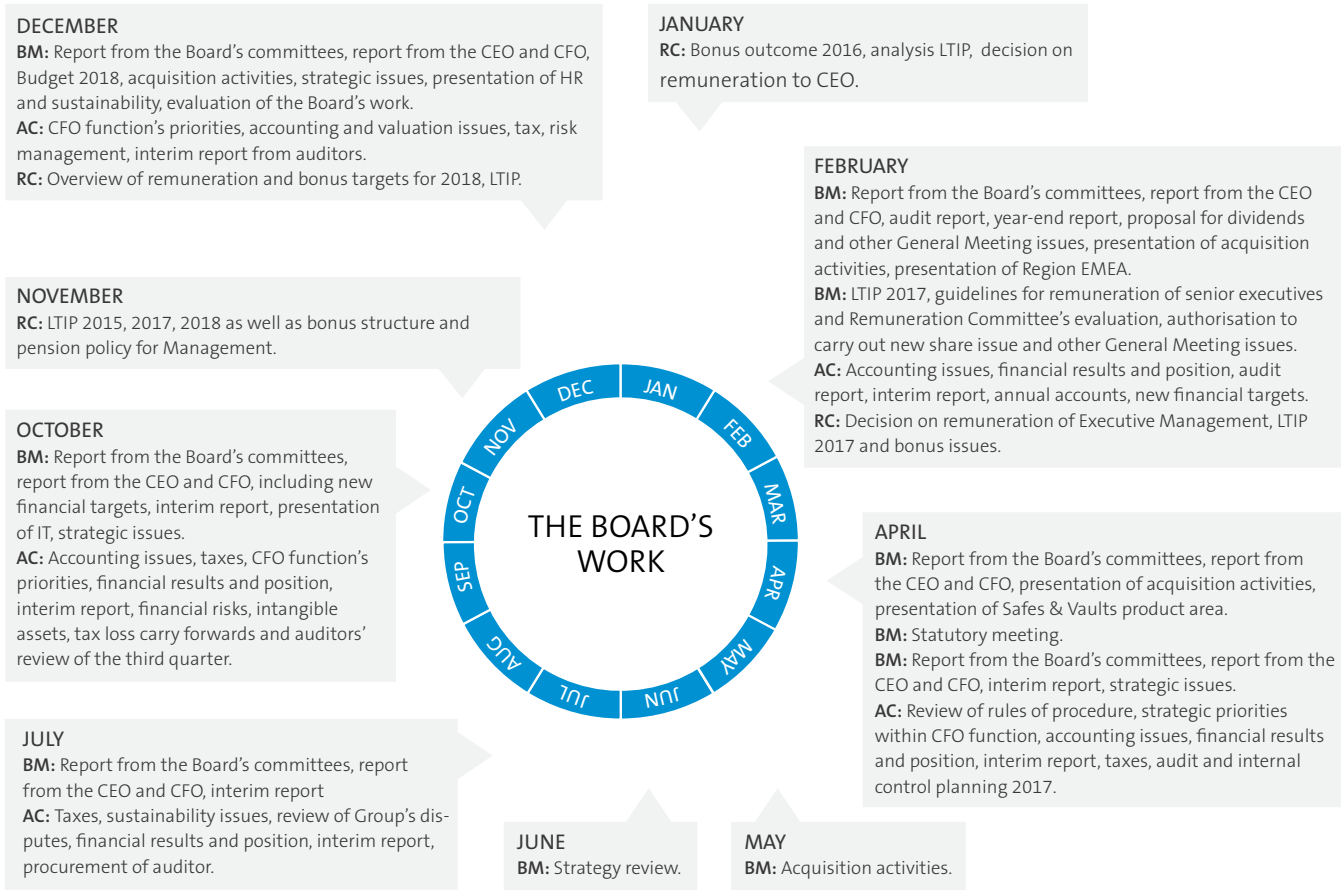 DECEMBER
BM: Report from the Board’s committees, report from the CEO and CFO,
Budget 2018, acquisition activities, strategic issues, presentation of HR
and sustainability, evaluation of the Board’s work.
AC: CFO function’s priorities, accounting and valuation issues, tax, risk
management, interim report from auditors.
RC: Overview of remuneration and bonus targets for 2018, LTIP.
JANUARY
RC: Bonus outcome 2016, analysis LTIP, decision on
remuneration to CEO.
FEBRUARY
BM: Report from the Board’s committees, report from the CEO
and CFO, audit report, year-end report, proposal for dividends
and other General Meeting issues, presentation of acquisition
activities, presentation of Region EMEA.
BM: LTIP 2017, guidelines for remuneration of senior executives
and Remuneration Committee’s evaluation, authorisation to
carry out new share issue and other General Meeting issues.
AC: Accounting issues, financial results and position, audit
report, interim report, annual accounts, new financial targets.
RC: Decision on remuneration of Executive Management, LTIP
2017 and bonus issues.
NOVEMBER
RC: LTIP 2015, 2017, 2018 as well as bonus structure and
pension policy for Management.
OCTOBER
BM: Report from the Board’s committees,
report from the CEO and CFO, including new
financial targets, interim report, presentation
of IT, strategic issues.
AC: Accounting issues, taxes, CFO function’s
priorities, financial results and position,
interim report, financial risks, intangible
assets, tax loss carry forwards and auditors’
review of the third quarter.
JAN
FEB
MAR
APR
MAY
JUN
JUL
AUG
SEP
OCT
NOV
DEC
THE BOARD’S
WORK
APRIL
BM: Report from the Board’s committees, report from
the CEO and CFO, presentation of acquisition activities,
presentation of Safes & Vaults product area.
BM: Statutory meeting.
BM: Report from the Board’s committees, report from the
CEO and CFO, interim report, strategic issues.
AC: Review of rules of procedure, strategic priorities
within CFO function, accounting issues, financial results
and position, interim report, taxes, audit and internal
control planning 2017.
JULY
BM: Report from the Board’s committees, report
from the CEO and CFO, interim report
AC: Taxes, sustainability issues, review of Group’s dis-
putes, financial results and position, interim report,
procurement of auditor.
JUNE
BM: Strategy review.
MAY
BM: Acquisition activities.